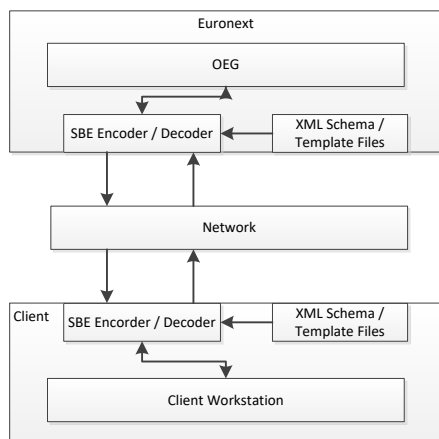 Euronext
OEG
SBE Encoder / Decoder
XML Schema /
Template Files
Network
Client
SBE Encorder / Decoder
XML Schema /
Template Files
Client Workstation